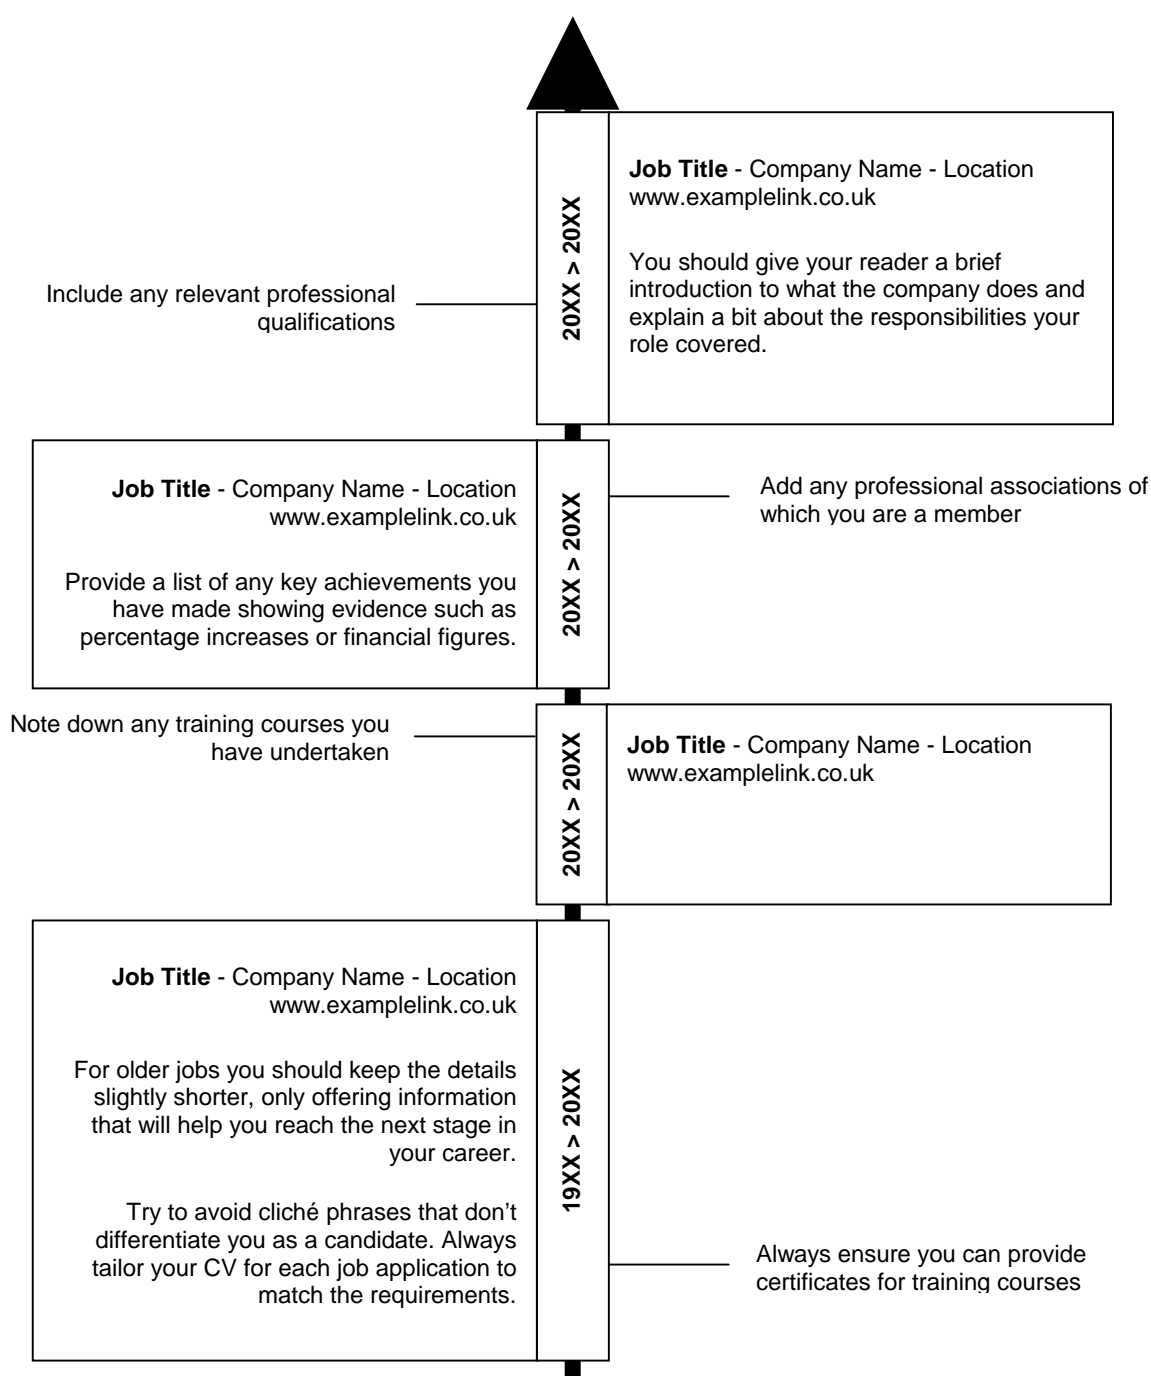 Job Title - Company Name - Location
www.examplelink.co.uk
You should give your reader a brief
introduction to what the company does and
explain a bit about the responsibilities your
role covered.
20XX > 20XX
Include any relevant professional
qualifications
Job Title - Company Name - Location
www.examplelink.co.uk
Provide a list of any key achievements you
have made showing evidence such as
percentage increases or financial figures.
20XX > 20XX
Add any professional associations of
which you are a member
Note down any training courses you
have undertaken
20XX > 20XX
Job Title - Company Name - Location
www.examplelink.co.uk
Job Title - Company Name - Location
www.examplelink.co.uk
For older jobs you should keep the details
slightly shorter, only offering information
that will help you reach the next stage in
your career.
Try to avoid cliché phrases that don't
differentiate you as a candidate. Always
tailor your CV for each job application to
match the requirements.
19XX > 20XX
Always ensure you can provide
certificates for training courses